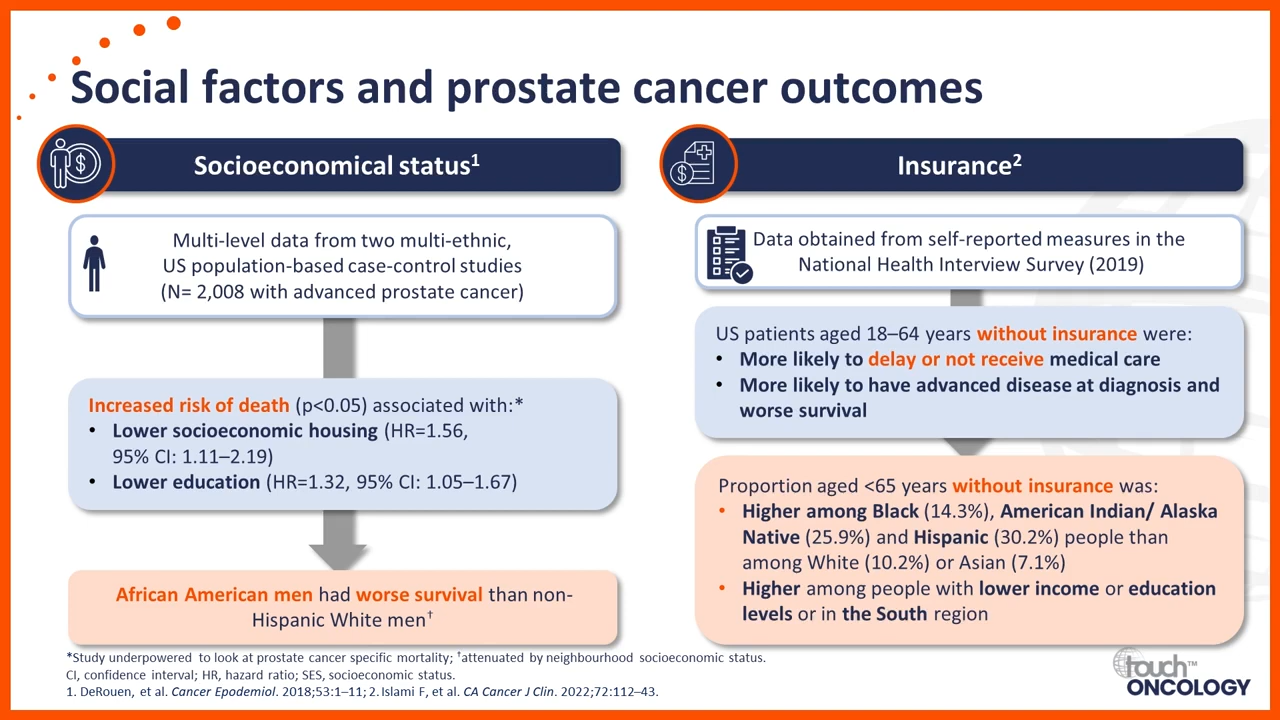 Social factors and prostate cancer outcomes
Socioeconomical status¹
Multi-level data from two multi-ethnic,
US population-based case-control studies
(N= 2,008 with advanced prostate cancer)
Increased risk of death (p<0.05) associated with:*
• Lower socioeconomic housing (HR=1.56,
95% CI: 1.11–2.19)
• Lower education (HR=1.32, 95% CI: 1.05–1.67)
African American men had worse survival than non-
Hispanic White men†
Insurance²
Data obtained from self-reported measures in the
National Health Interview Survey (2019)
US patients aged 18–64 years without insurance were:
• More likely to delay or not receive medical care
• More likely to have advanced disease at diagnosis and
worse survival
Proportion aged <65 years without insurance was:
• Higher among Black (14.3%), American Indian/ Alaska
Native (25.9%) and Hispanic (30.2%) people than
among White (10.2%) or Asian (7.1%)
• Higher among people with lower income or education
levels or in the South region
*Study underpowered to look at prostate cancer specific mortality; †attenuated by neighbourhood socioeconomic status.
CI, confidence interval; HR, hazard ratio; SES, socioeconomic status.
1. DeRouen, et al. Cancer Epodemiol. 2018;53:1–11; 2. Islami F, et al. CA Cancer J Clin. 2022;72:112–43.
touch™
ONCOLOGY